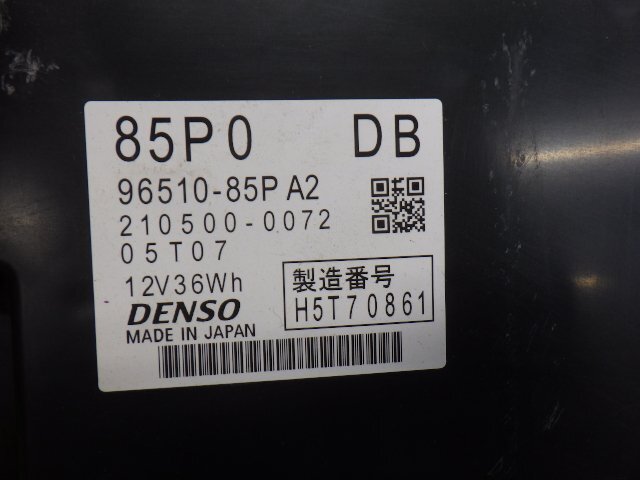 85P0 DB
96510-85P A2
210500-0072
05T07
12V36Wh
製造番号
H5T70861
DENSO
MADE IN JAPAN